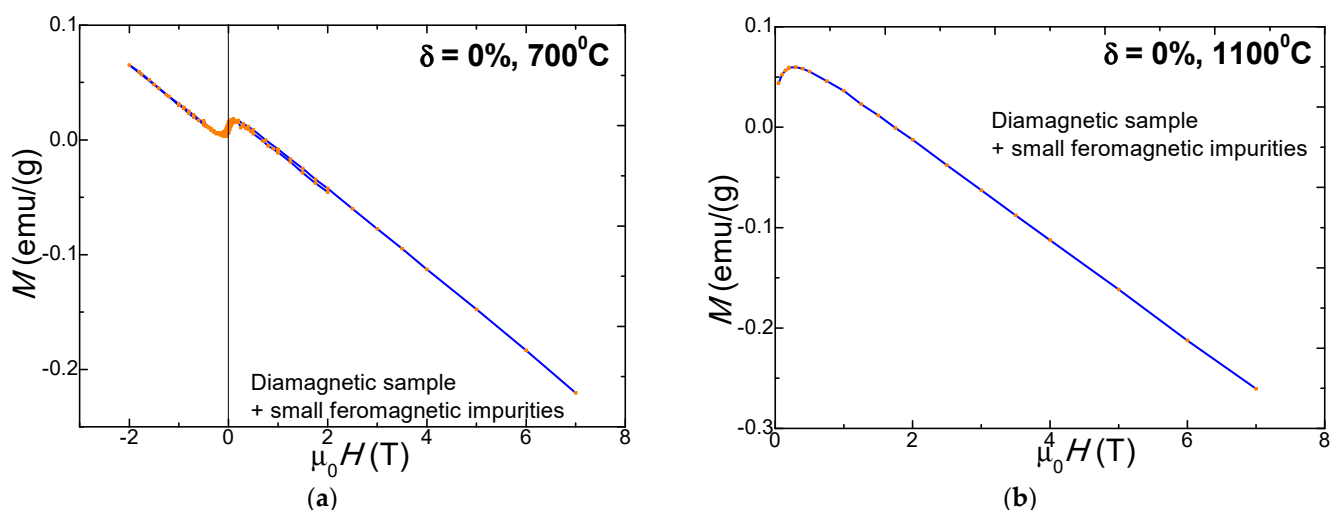 0.1
0.0
-0.1
-0.2
M (emu/(g)
δ = 0%, 700⁰C
Diamagnetic sample
+ small feromagnetic impurities
-2 0 2 4 6 8
μ₀H (T)
(a)
0.1
0.0
-0.1
-0.2
-0.3
M (emu/(g)
δ = 0%, 1100⁰C
Diamagnetic sample
+ small feromagnetic impurities
0 2 4 6 8
μ₀H (T)
(b)